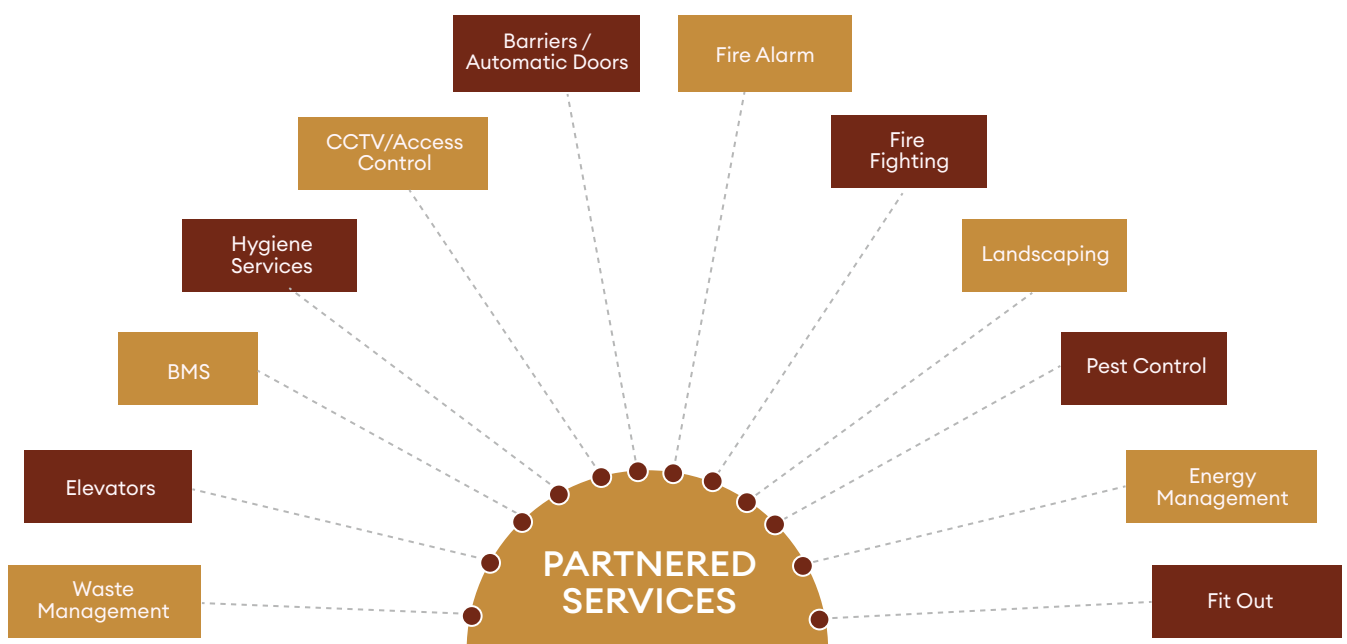 Barriers /
Automatic Doors
Fire Alarm
CCTV/Access
Control
Fire
Fighting
Hygiene
Services
Landscaping
BMS
Pest Control
Elevators
Energy
Management
Waste
Management
PARTNERED
SERVICES
Fit Out